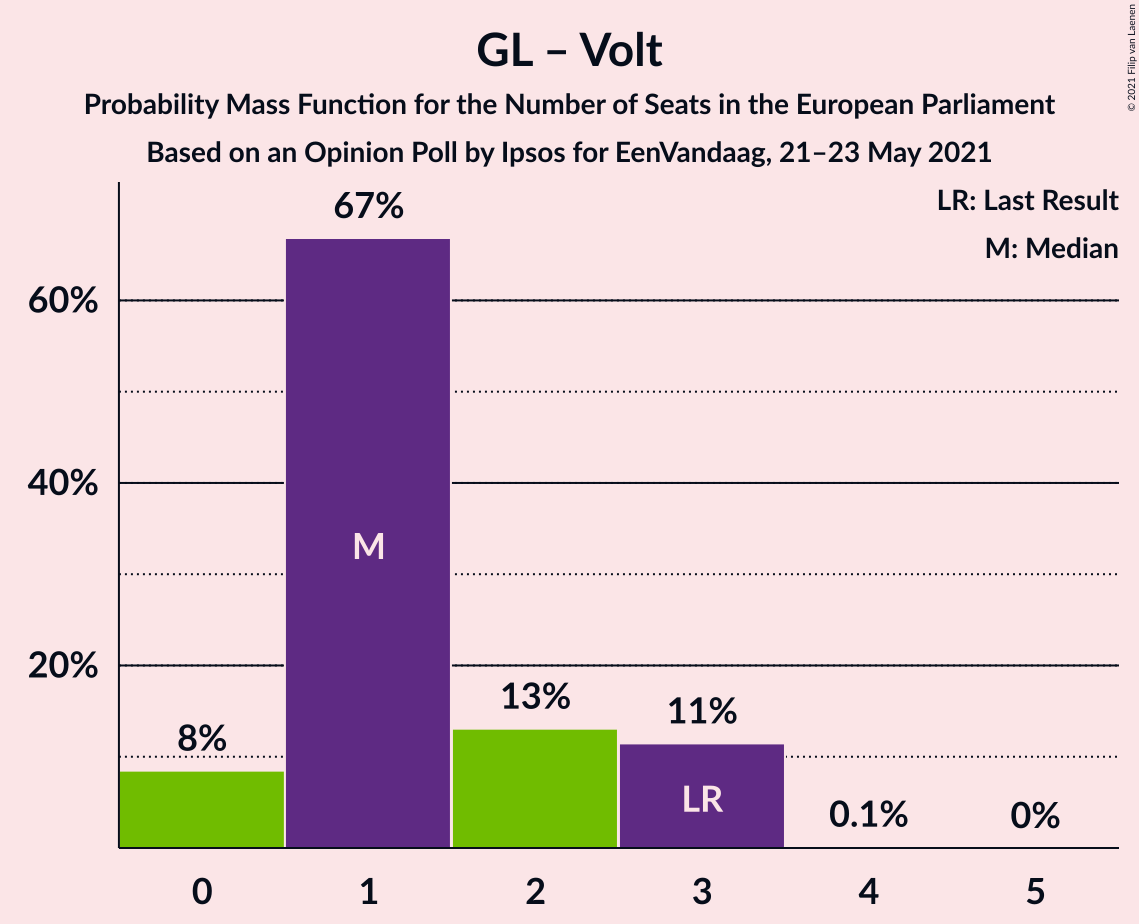 GL – Volt
Probability Mass Function for the Number of Seats in the European Parliament
Based on an Opinion Poll by Ipsos for EenVandaag, 21–23 May 2021
© 2021 Filip van Laenen
LR: Last Result
M: Median
67%
60%
40%
M
20%
13%
11%
8%
LR
0.1%
0%
0 1 2 3 4 5